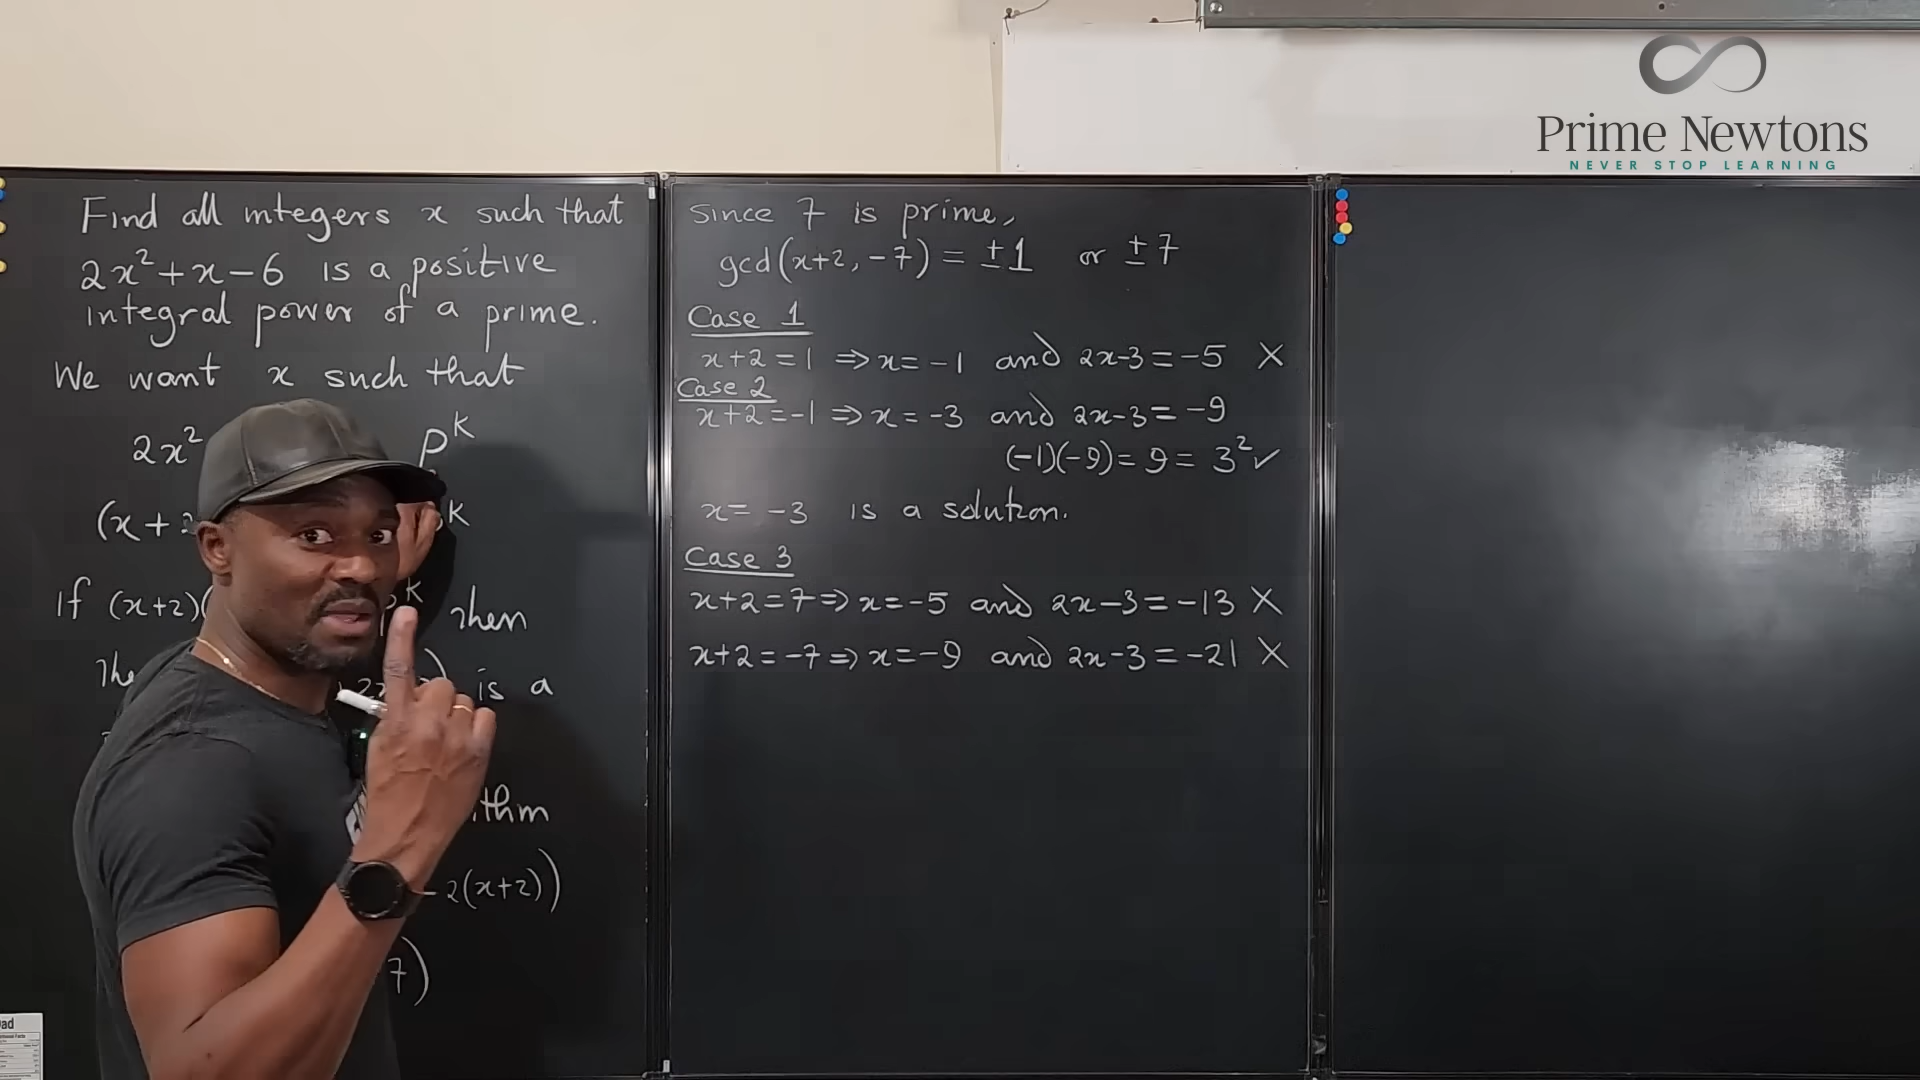 Prime Newtons
NEVER STOP LEARNING
Find all integers x such that
2x²+x-6 is a positive
integral power of a prime.
We want x such that
2x² p^k
(x+2 k
If (x+2)( p^k then
The is a
ithm
-2(x+2))
7)
Since 7 is prime,
gcd(x+2, -7) = ±1 or ±7
Case 1
x+2=1 ⇒ x=-1 and 2x-3=-5 X
Case 2
x+2=-1 ⇒ x=-3 and 2x-3=-9
(-1)(-9)=9=3² ✓
x=-3 is a solution.
Case 3
x+2=7 ⇒ x=-5 and 2x-3=-13 X
x+2=-7 ⇒ x=-9 and 2x-3=-21 X